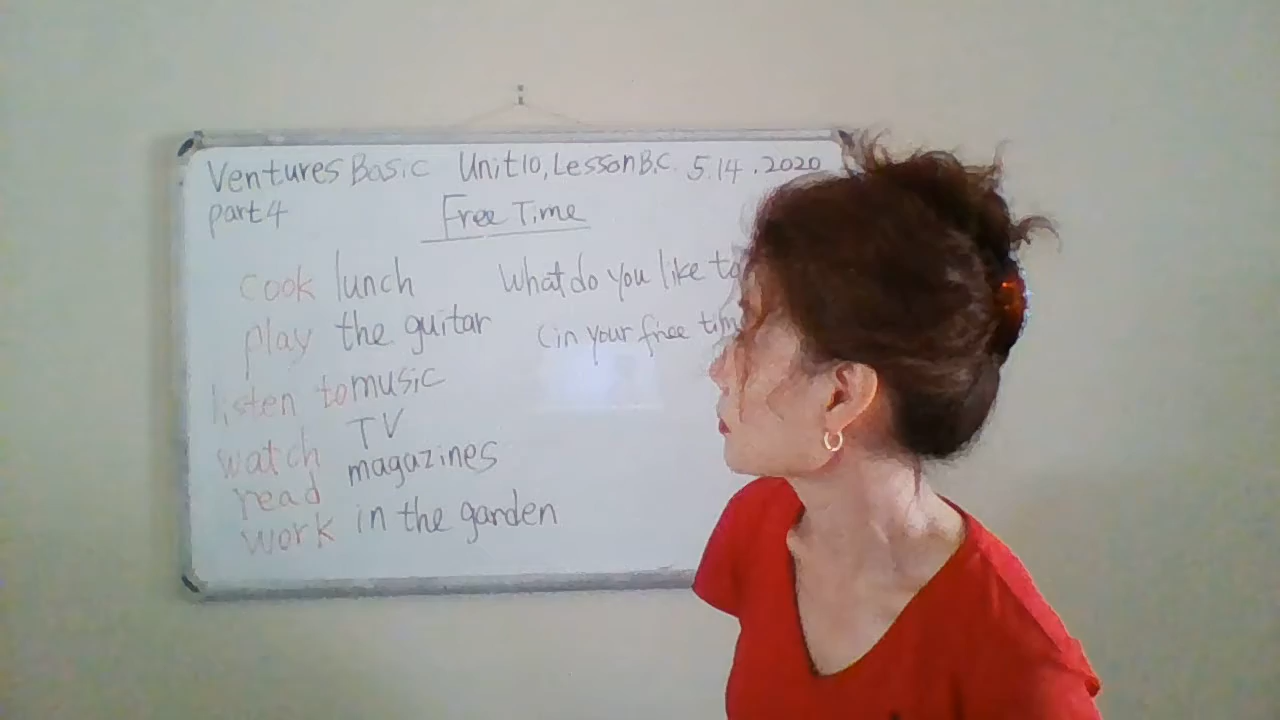 Ventures Basic Unit 10, Lesson B,C. 5.14.2020
part 4 Free Time
cook lunch
play the guitar
listen to music
watch TV
read magazines
work in the garden
What do you like to
(in your free